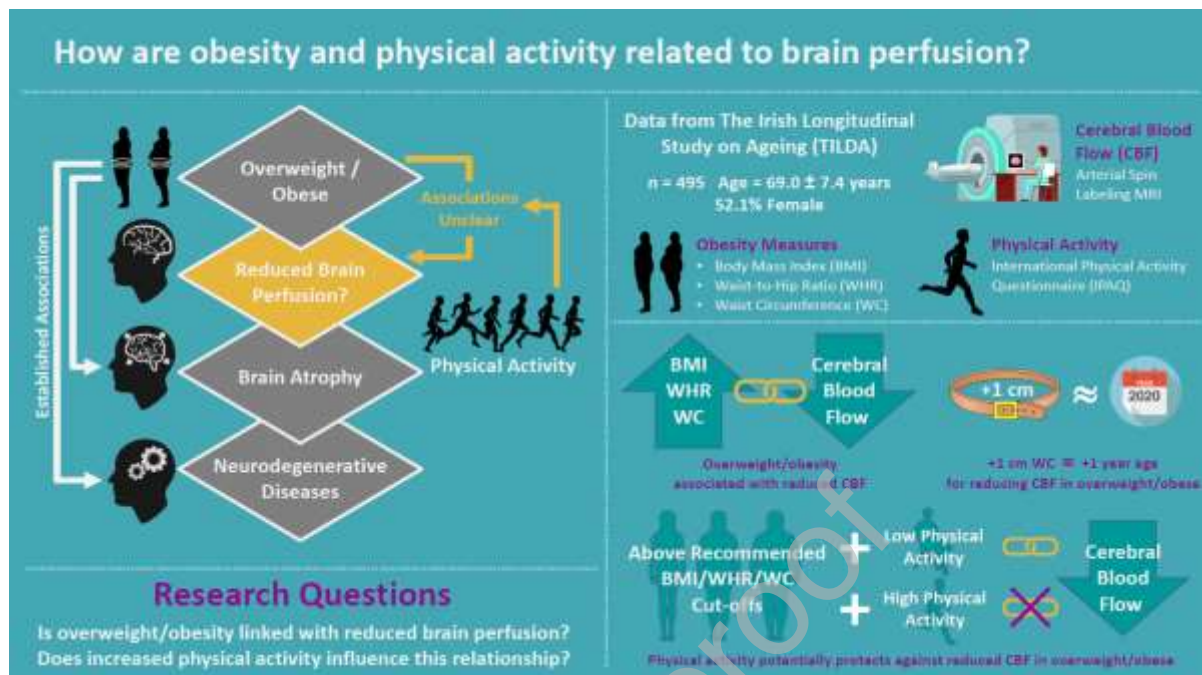 How are obesity and physical activity related to brain perfusion?
Established Associations
Overweight /
Obese
Reduced Brain
Perfusion?
Brain Atrophy
Neurodegenerative
Diseases
Associations
Unclear
Physical Activity
Research Questions
Is overweight/obesity linked with reduced brain perfusion?
Does increased physical activity influence this relationship?
Data from The Irish Longitudinal
Study on Ageing (TILDA)
n = 495 Age = 69.0 ± 7.4 years
52.1% Female
Cerebral Blood
Flow (CBF)
Arterial Spin
Labeling MRI
Obesity Measures
• Body Mass Index (BMI)
• Waist-to-Hip Ratio (WHR)
• Waist Circumference (WC)
Physical Activity
International Physical Activity
Questionnaire (IPAQ)
BMI
WHR
WC
Cerebral
Blood
Flow
Overweight/obesity
associated with reduced CBF
+1 cm
≈
2020
+1 cm WC ≅ +1 year age
for reducing CBF in overweight/obese
Above Recommended
BMI/WHR/WC
Cut-offs
+
Low Physical
Activity
+
High Physical
Activity
Cerebral
Blood
Flow
Physical activity potentially protects against reduced CBF in overweight/obese
proof